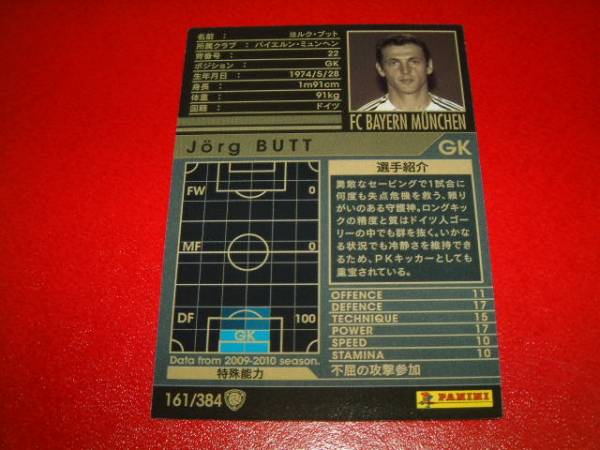 名前 : ヨルク・ブット
所属クラブ : バイエルン・ミュンヘン
背番号 : 22
ポジション : GK
生年月日 : 1974/5/28
身長 : 1m91cm
体重 : 91kg
国籍 : ドイツ
FC BAYERN MÜNCHEN
Jörg BUTT
GK
FW 0
MF
DF 100
GK
Data from 2009-2010 season.
特殊能力
選手紹介
勇敢なセービングで1試合に
何度も失点危機を救う、頼り
がいのある守護神。ロングキッ
クの精度と質はドイツ人ゴー
リーの中でも群を抜く。いかな
る状況でも冷静さを維持でき
るため、PKキッカーとしても
重宝されている。
OFFENCE 11
DEFENCE 17
TECHNIQUE 15
POWER 17
SPEED 10
STAMINA 10
不屈の攻撃参加
161/384
PANINI